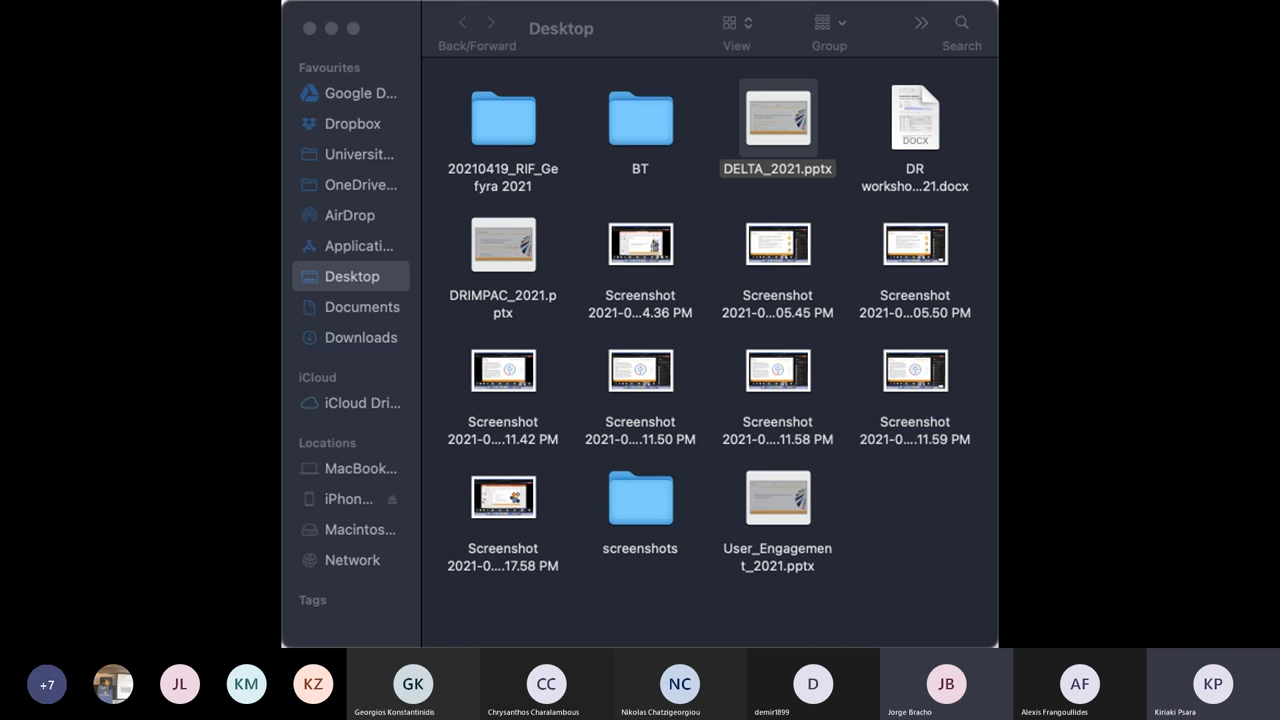 Desktop
Back/Forward
View
Group
Search
Favourites
Google D...
Dropbox
Universit...
OneDrive...
AirDrop
Applicati...
Desktop
Documents
Downloads
iCloud
iCloud Dri...
Locations
MacBook...
iPhon...
Macintos...
Network
Tags
20210419_RIF_Ge
fyra 2021
BT
DELTA_2021.pptx
DOCX
DR
worksho...21.docx
DRIMPAC_2021.p
ptx
Screenshot
2021-0...4.36 PM
Screenshot
2021-0...05.45 PM
Screenshot
2021-0...05.50 PM
Screenshot
2021-0....11.42 PM
Screenshot
2021-0....11.50 PM
Screenshot
2021-0....11.58 PM
Screenshot
2021-0....11.59 PM
Screenshot
2021-0....17.58 PM
screenshots
User_Engagemen
t_2021.pptx
+7
JL
KM
KZ
GK
Georgios Konstantinidis
CC
Chrysanthos Charalambous
NC
Nikolas Chatzigeorgiou
D
demir1899
JB
Jorge Bracho
AF
Alexis Frangoullides
KP
Kiriaki Psara